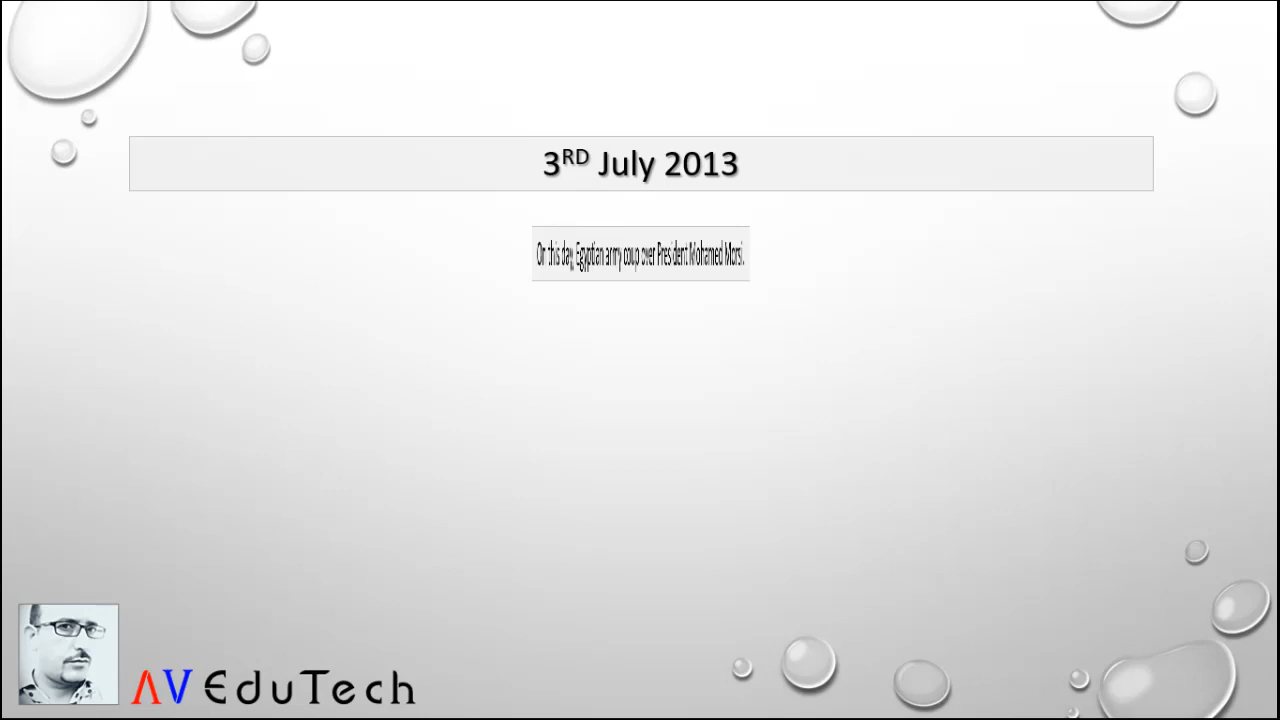 3RD July 2013
On this day, Egyptian army coup over President Mohamed Morsi.
AV EduTech